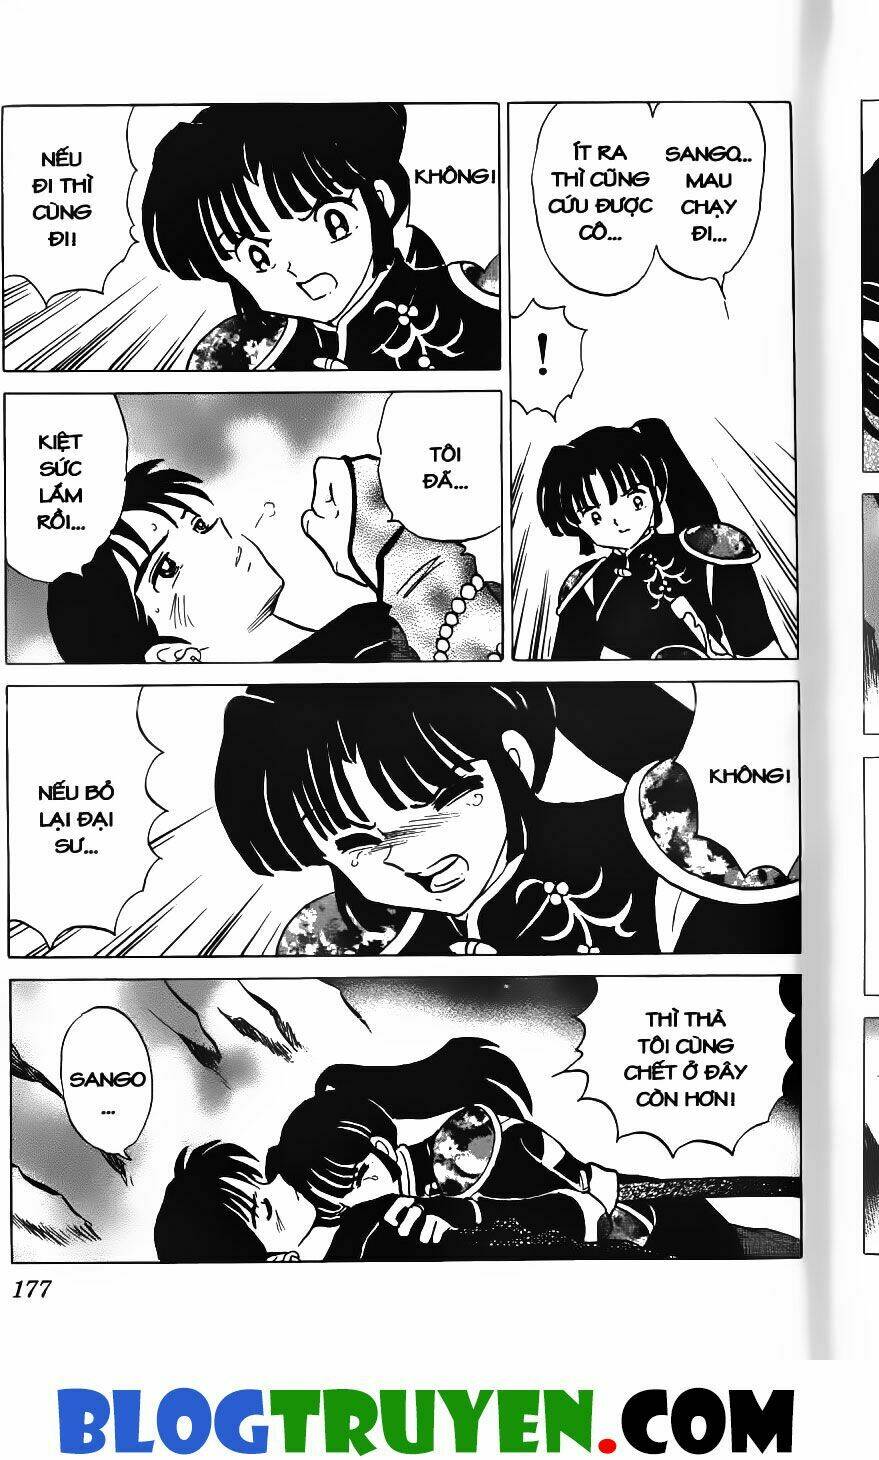 SANGO...
MAU
CHẠY
ĐI...
ÍT RA
THÌ CŨNG
CỨU ĐƯỢC
CÔ...
!
KHÔNG!
NẾU
ĐI THÌ
CÙNG
ĐI!
TÔI
ĐÃ...
KIỆT
SỨC
LẮM
RỒI...
KHÔNG!
NẾU BỎ
LẠI ĐẠI
SƯ...
THÌ THÀ
TÔI CÙNG
CHẾT Ở ĐÂY
CÒN HƠN!
SANGO
...
177
BLOGTRUYEN.COM